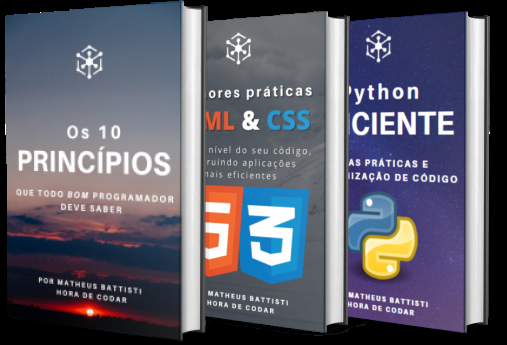 Os 10
PRINCÍPIOS
QUE TODO BOM PROGRAMADOR
DEVE SABER
POR MATHEUS BATTISTI
HORA DE CODAR
ores práticas
ML & CSS
nível do seu código,
ruindo aplicações
mais eficientes
MATHEUS BATTISTI
HORA DE CODAR
Python
CIENTE
AS PRÁTICAS E
IZAÇÃO DE CÓDIGO
MATHEUS BATTISTI
HORA DE CODAR